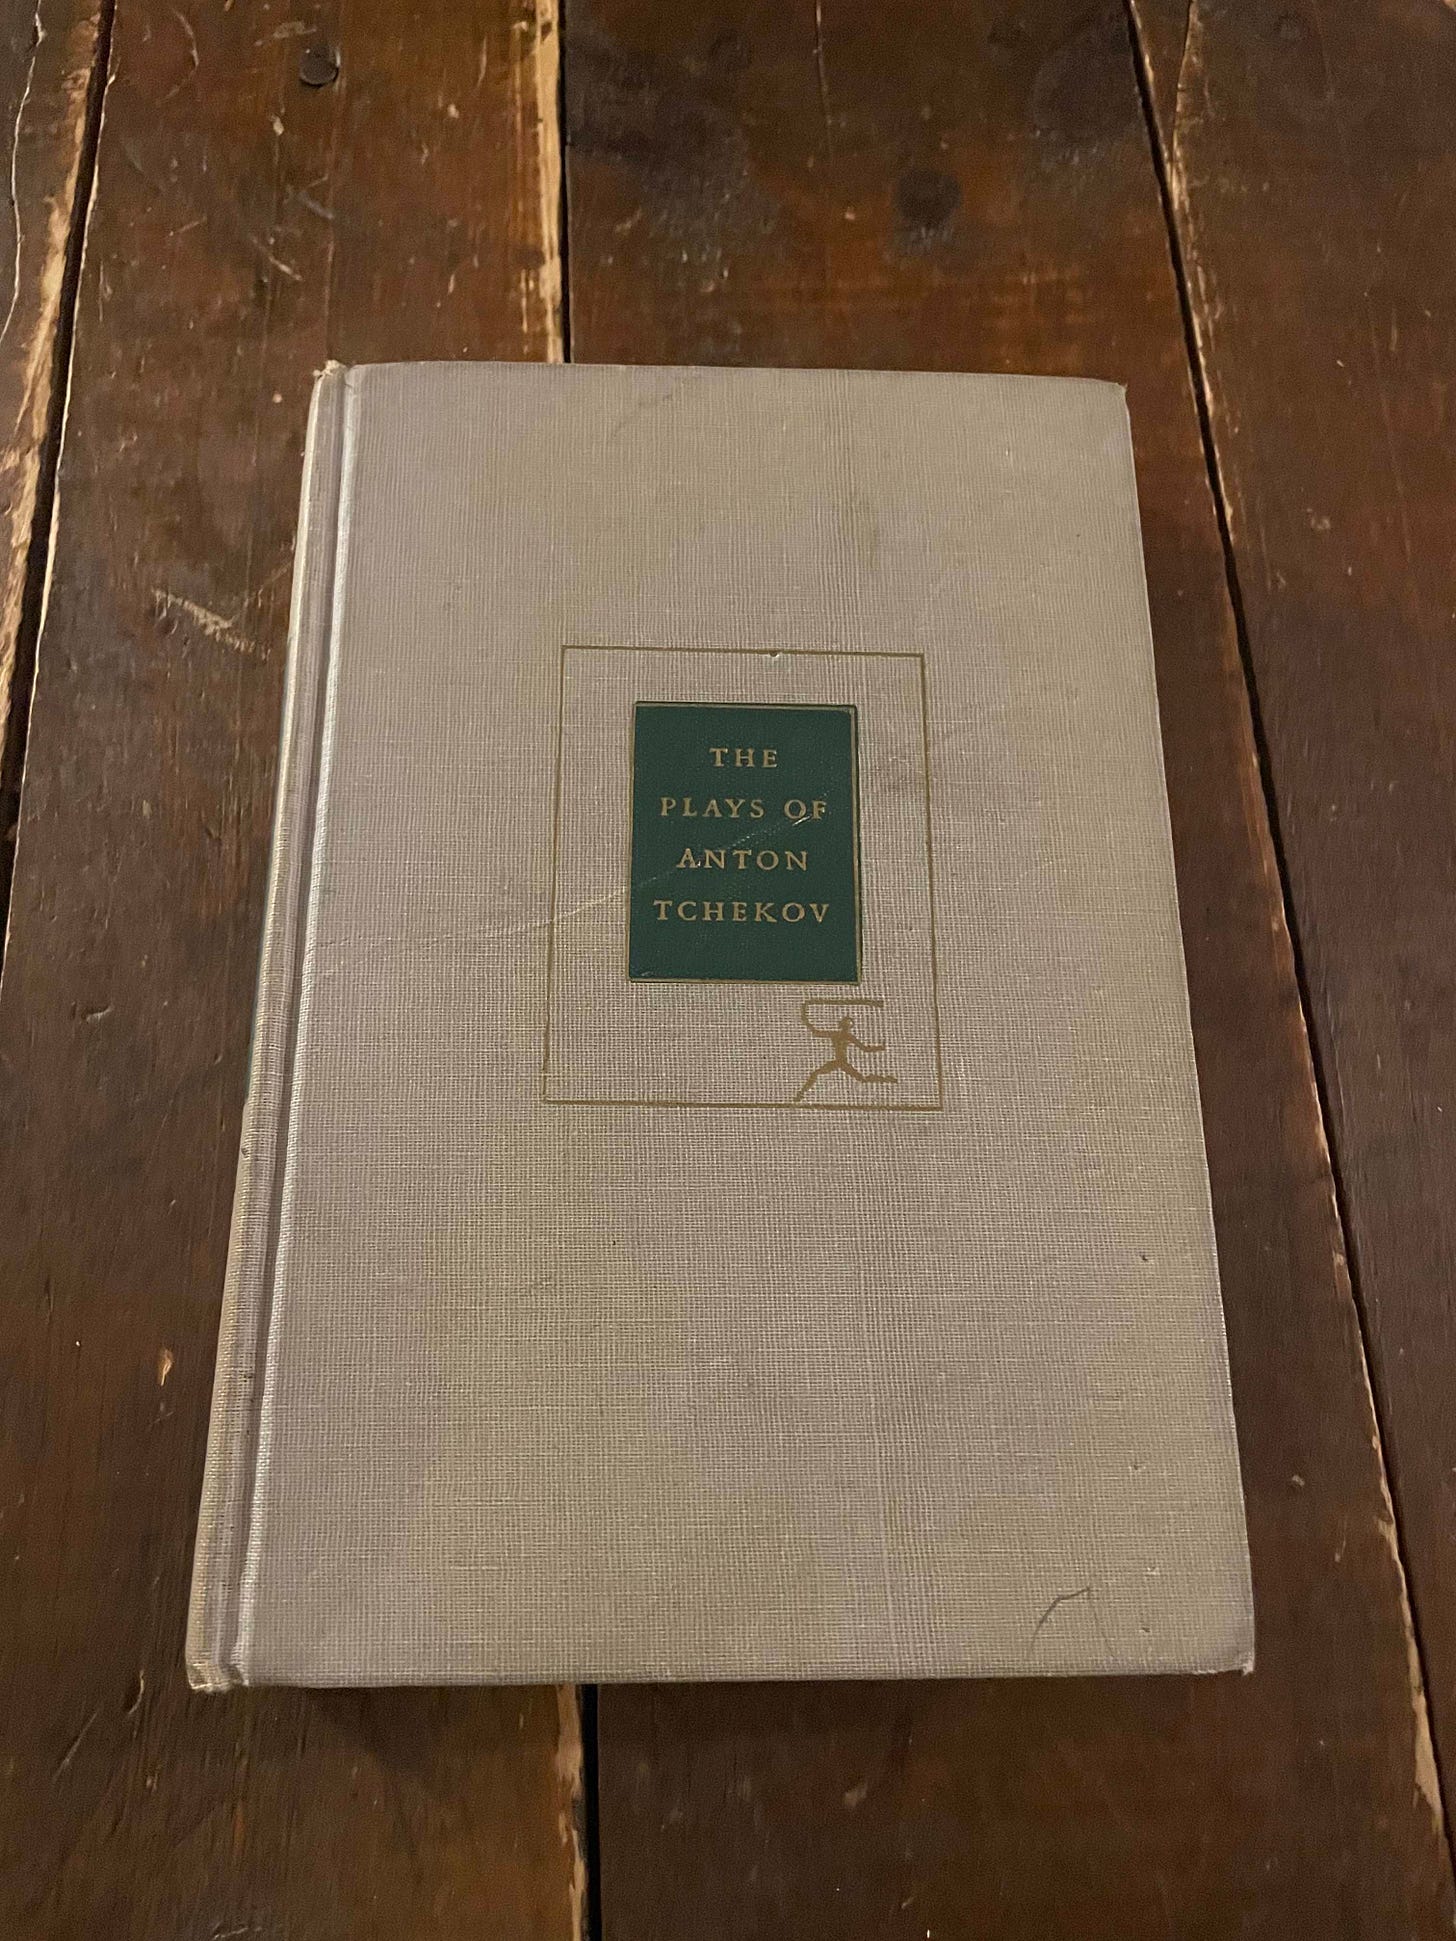 THE
PLAYS OF
ANTON
TCHEKOV